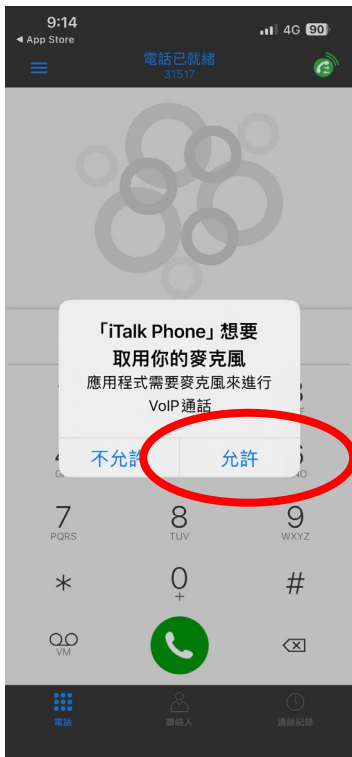 9:14
4G 90
◀ App Store
電話已就緒
31517
「iTalk Phone」想要
取用你的麥克風
應用程式需要麥克風來進行
VoIP 通話
不允許
允許
7 8 9
PQRS TUV WXYZ
* 0 #
+
VM
電話 聯絡人 通話記錄